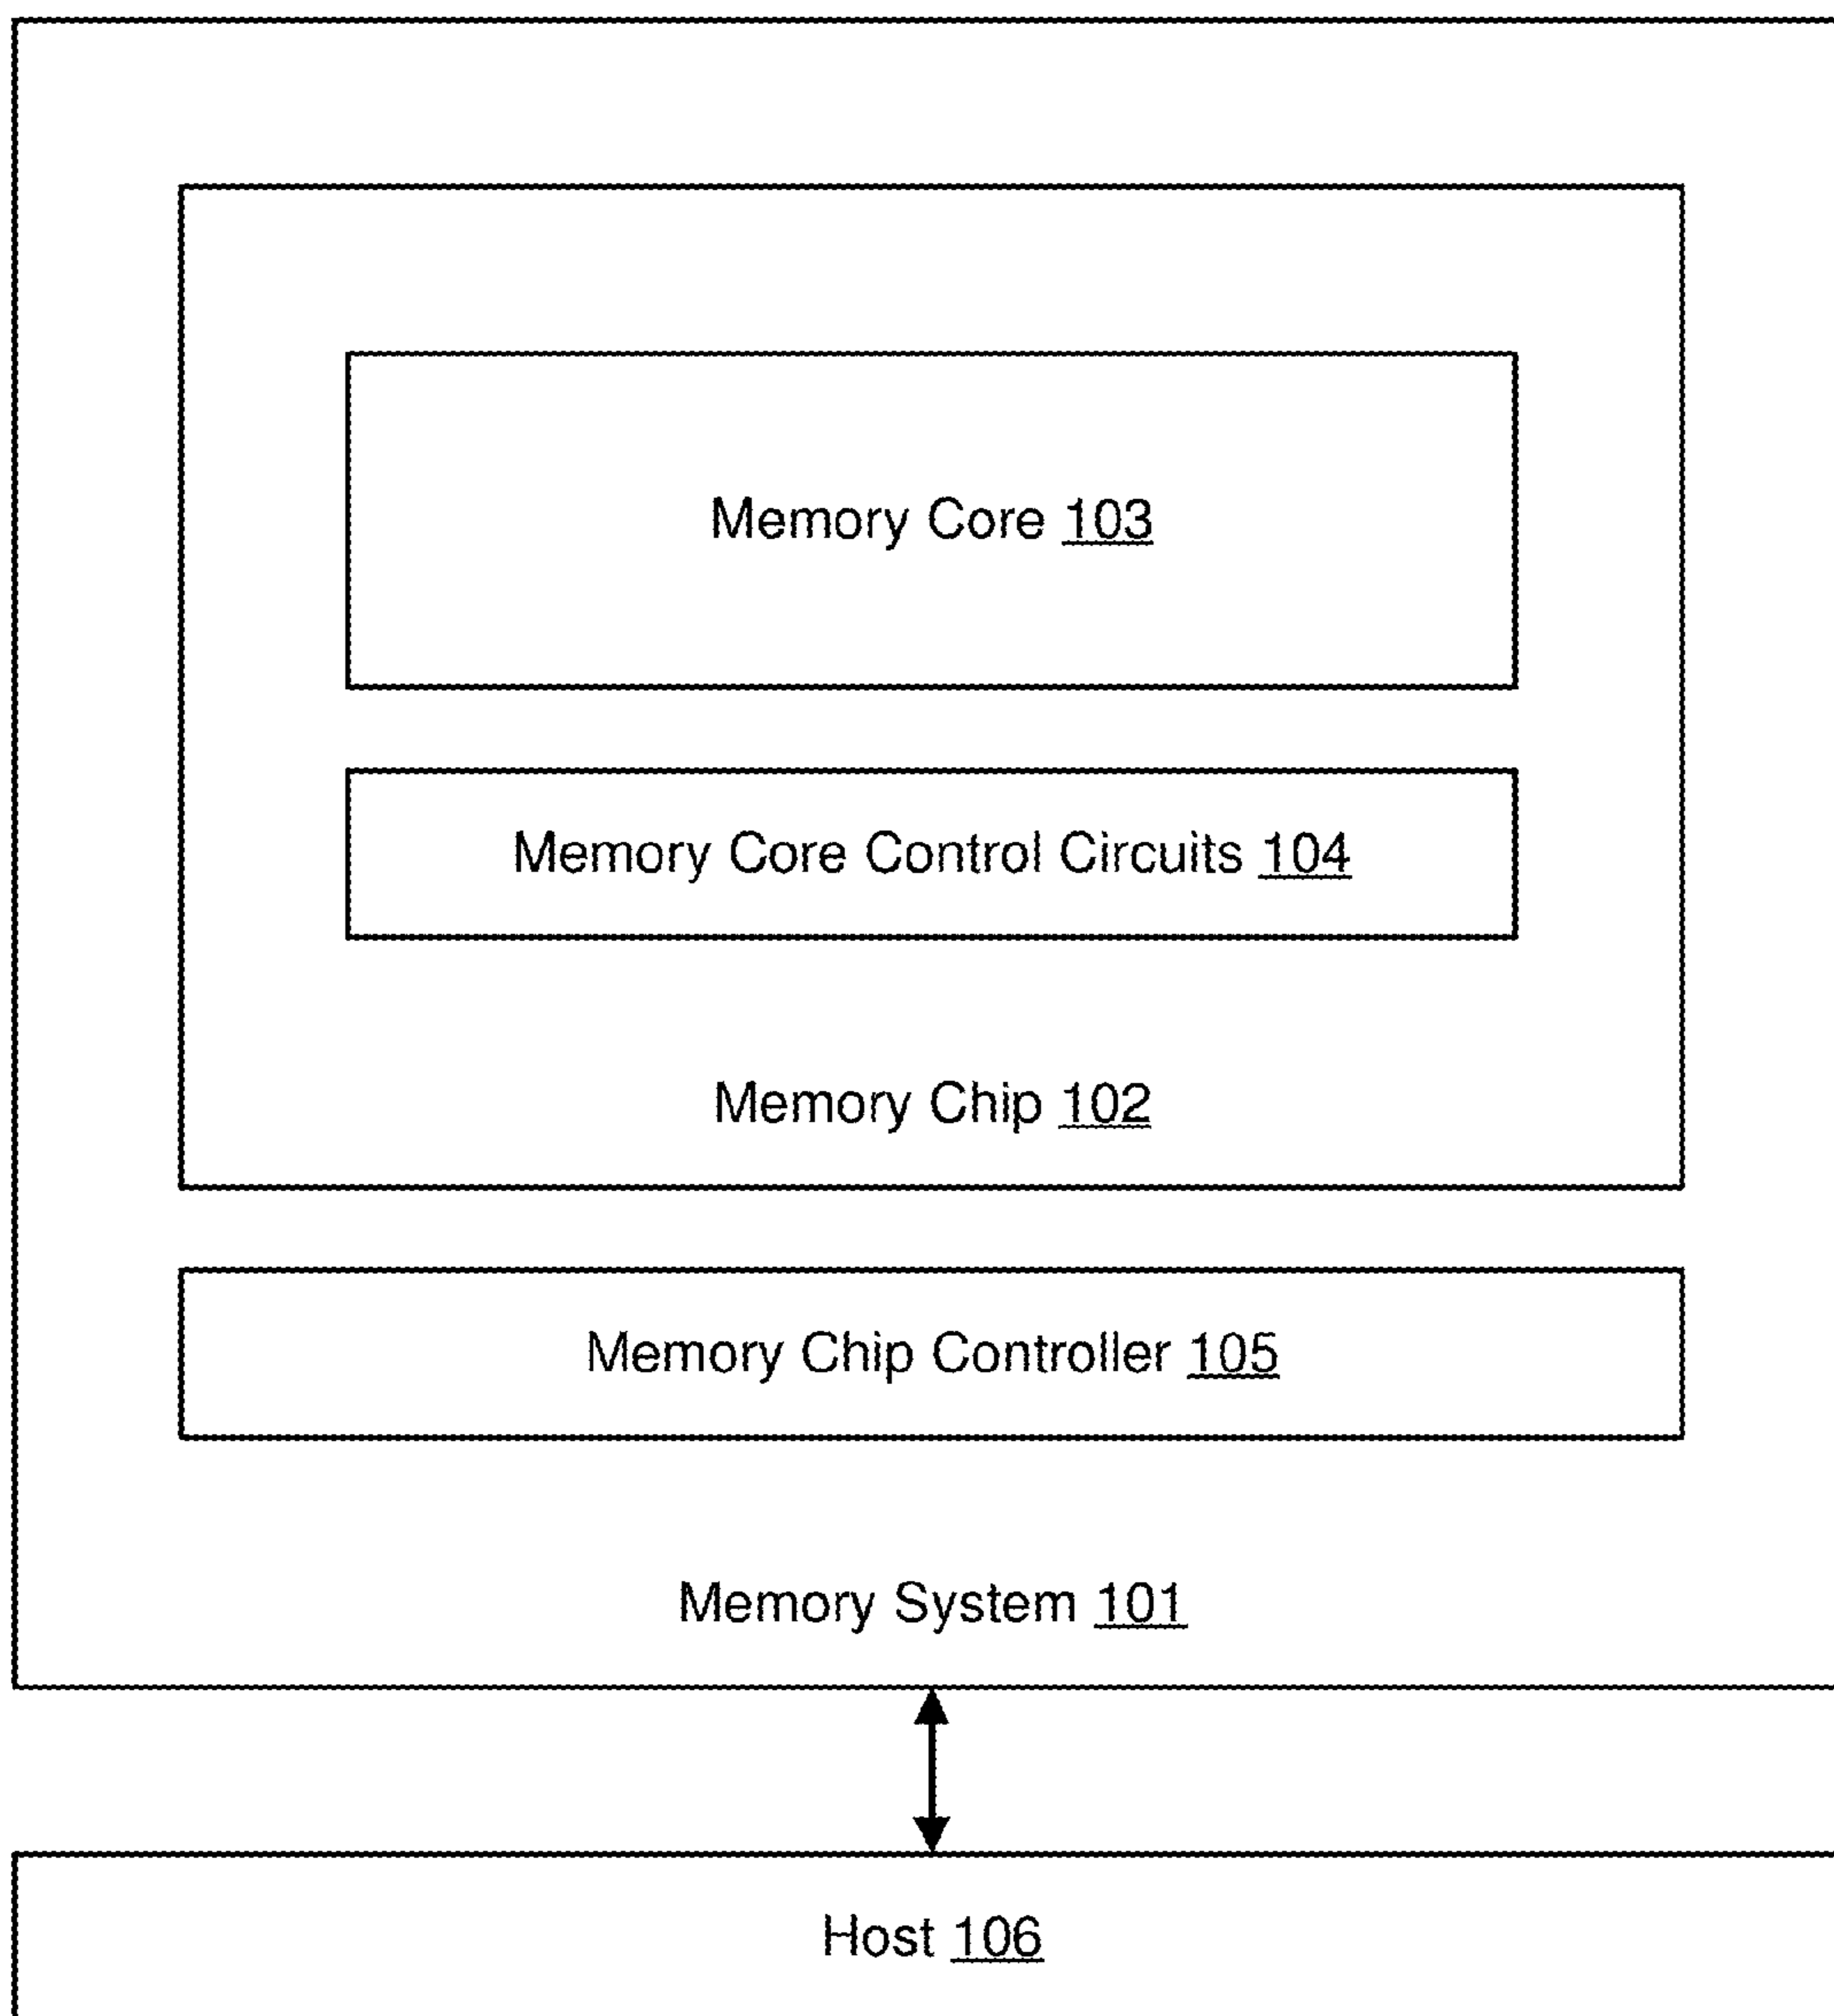 Memory Core 103
Memory Core Control Circuits 104
Memory Chip 102
Memory Chip Controller 105
Memory System 101
Host 106